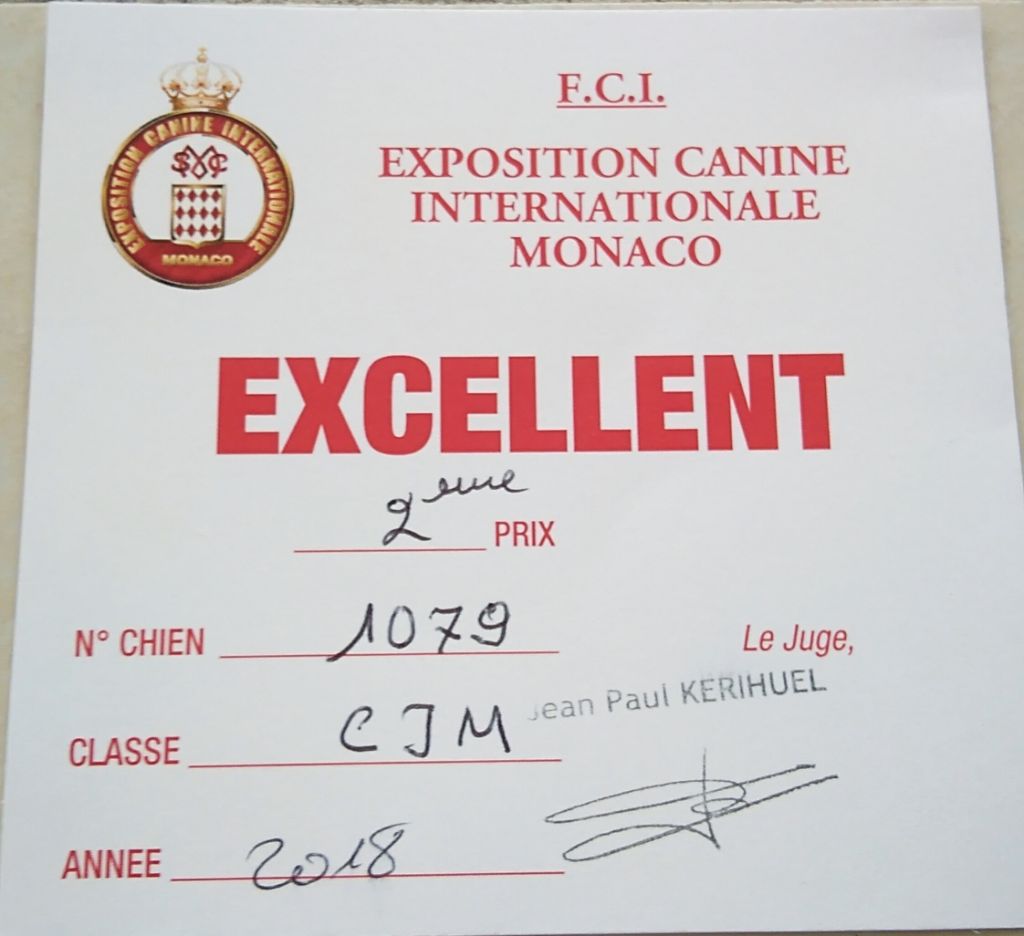 EXPOSITION CANINE INTERNATIONALE
SMC
MONACO
F.C.I.
EXPOSITION CANINE
INTERNATIONALE
MONACO
EXCELLENT
2ème PRIX
N° CHIEN 1079
Le Juge,
Jean Paul KERIHUEL
CLASSE CJM
ANNEE 2018